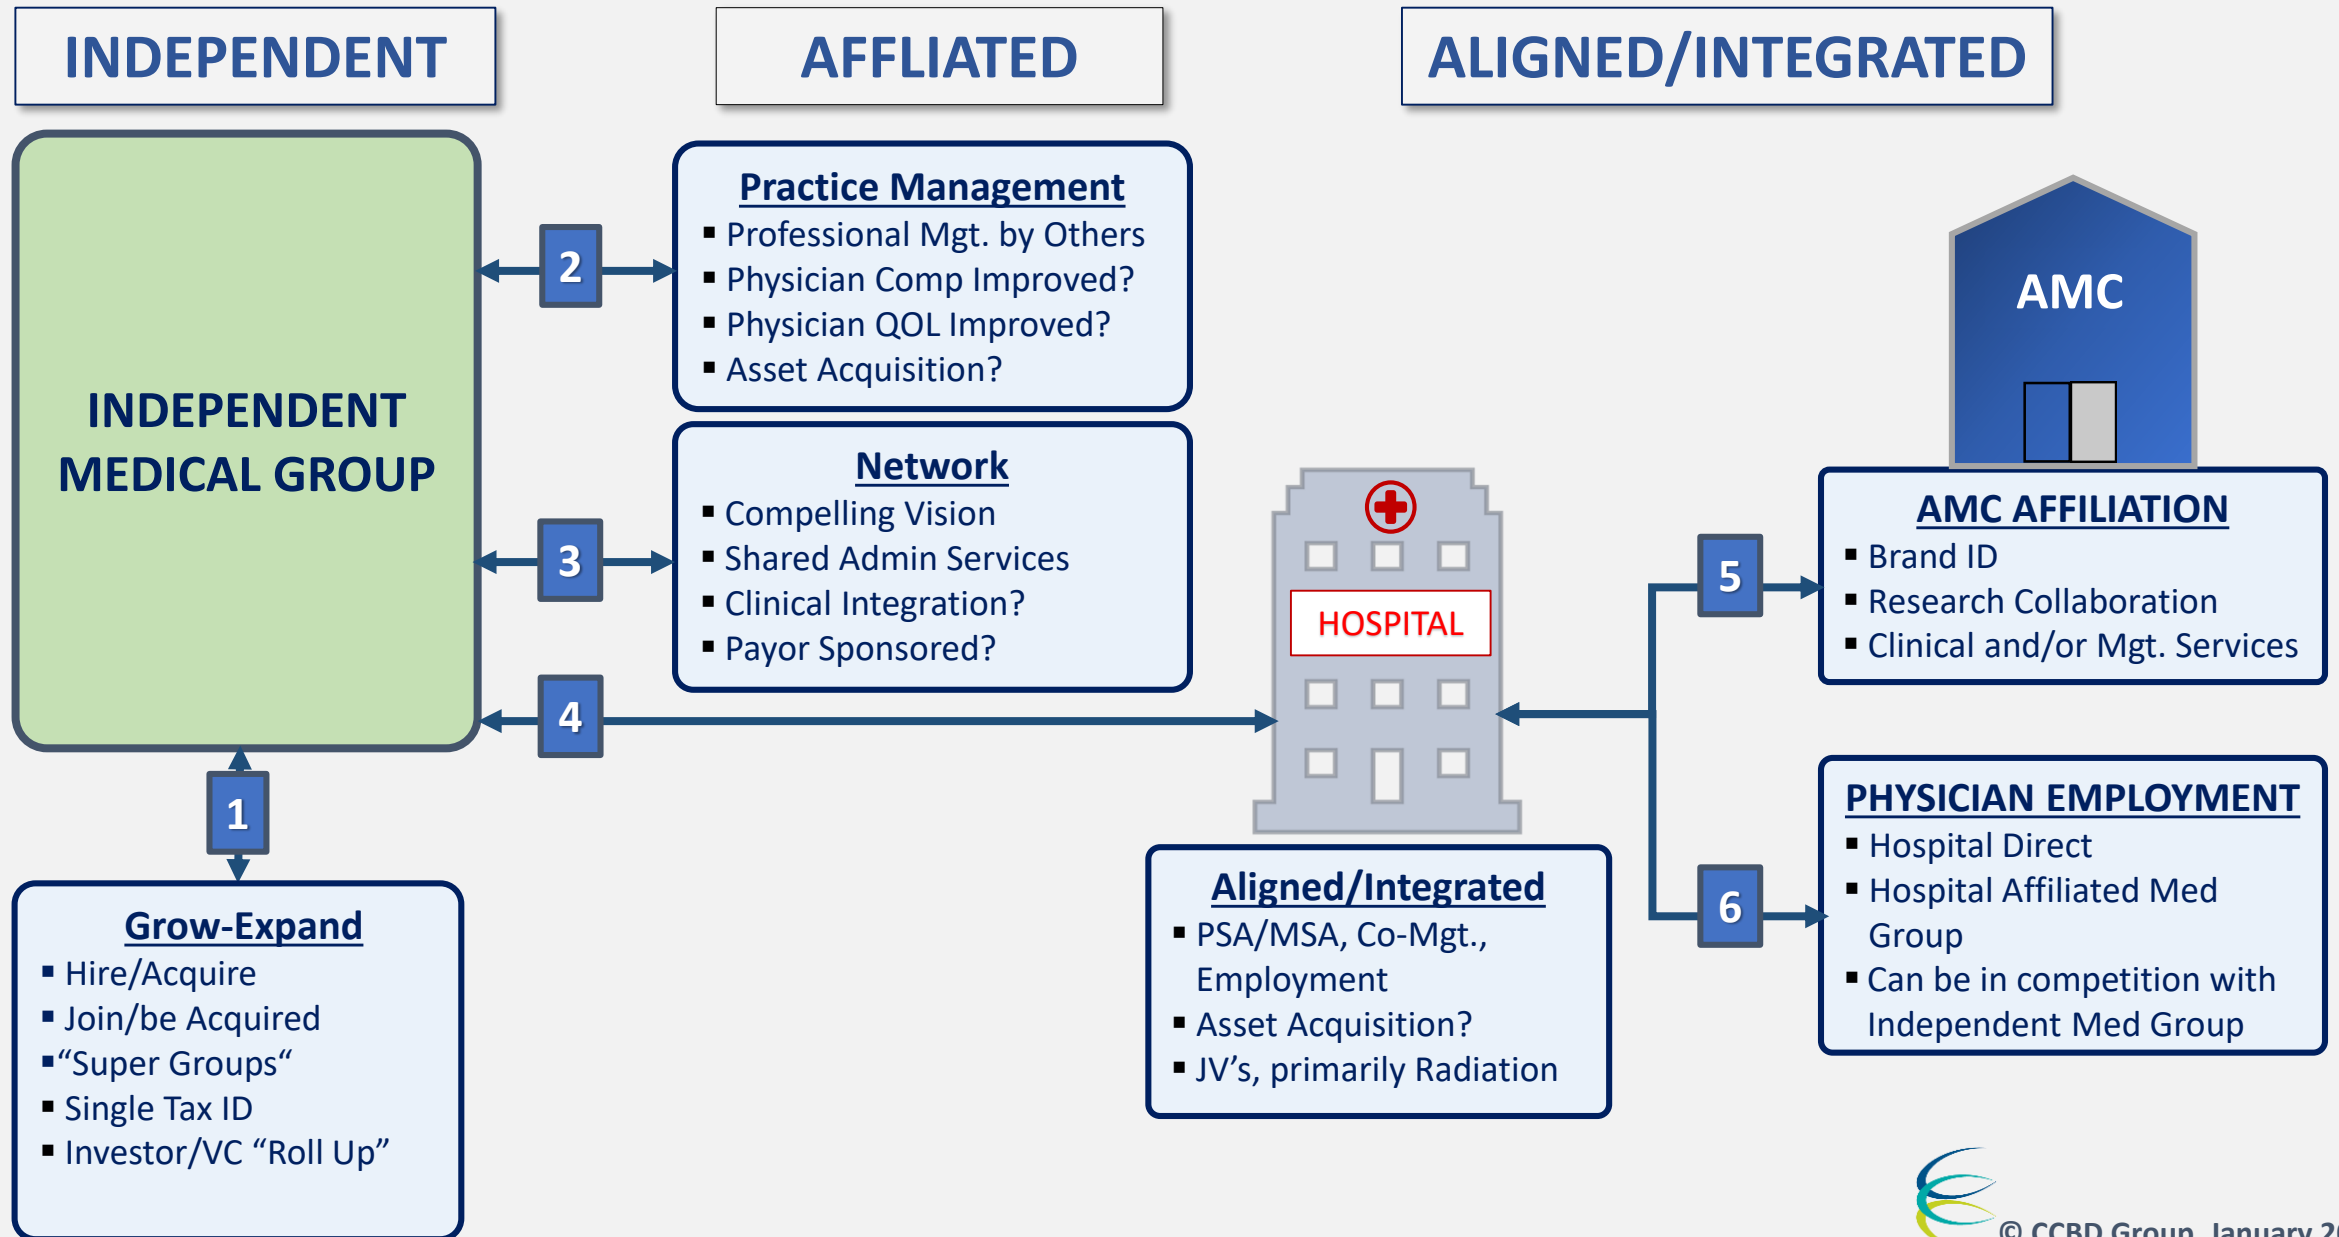 INDEPENDENT
AFFLIATED
ALIGNED/INTEGRATED
INDEPENDENT
MEDICAL GROUP
1
Grow-Expand
▪ Hire/Acquire
▪ Join/be Acquired
▪“Super Groups“
▪ Single Tax ID
▪ Investor/VC “Roll Up”
2
Practice Management
▪ Professional Mgt. by Others
▪ Physician Comp Improved?
▪ Physician QOL Improved?
▪ Asset Acquisition?
3
Network
▪ Compelling Vision
▪ Shared Admin Services
▪ Clinical Integration?
▪ Payor Sponsored?
4
HOSPITAL
Aligned/Integrated
▪ PSA/MSA, Co-Mgt.,
Employment
▪ Asset Acquisition?
▪ JV’s, primarily Radiation
AMC
5
AMC AFFILIATION
▪ Brand ID
▪ Research Collaboration
▪ Clinical and/or Mgt. Services
6
PHYSICIAN EMPLOYMENT
▪ Hospital Direct
▪ Hospital Affiliated Med
Group
▪ Can be in competition with
Independent Med Group
© CCBD Group, January